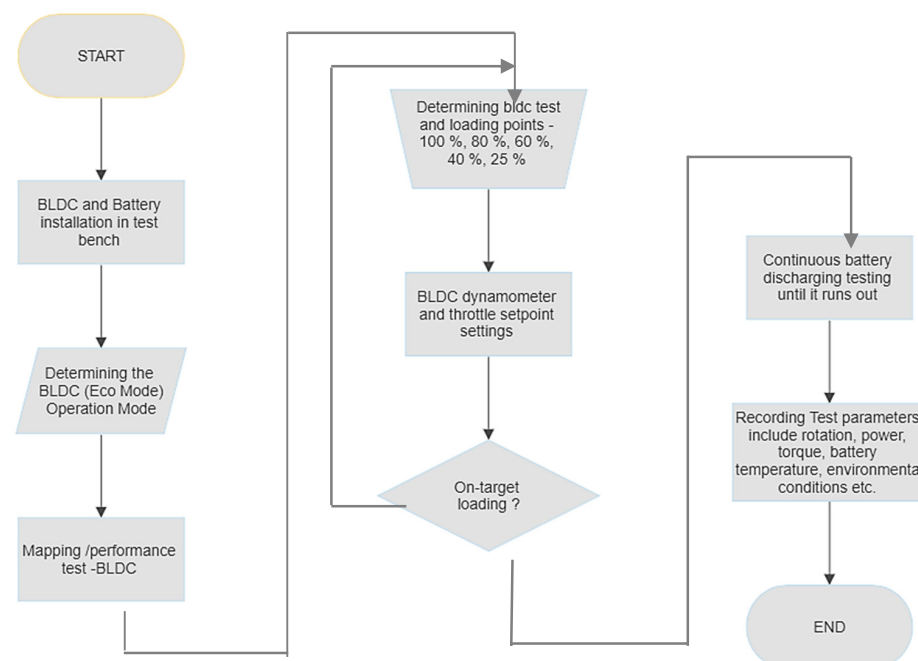 START
BLDC and Battery
installation in test
bench
Determining the
BLDC (Eco Mode)
Operation Mode
Mapping /performance
test -BLDC
Determining bldc test
and loading points -
100 %, 80 %, 60 %,
40 %, 25 %
BLDC dynamometer
and throttle setpoint
settings
On-target
loading ?
Continuous battery
discharging testing
until it runs out
Recording Test parameters
include rotation, power,
torque, battery
temperature, environmenta
conditions etc.
END